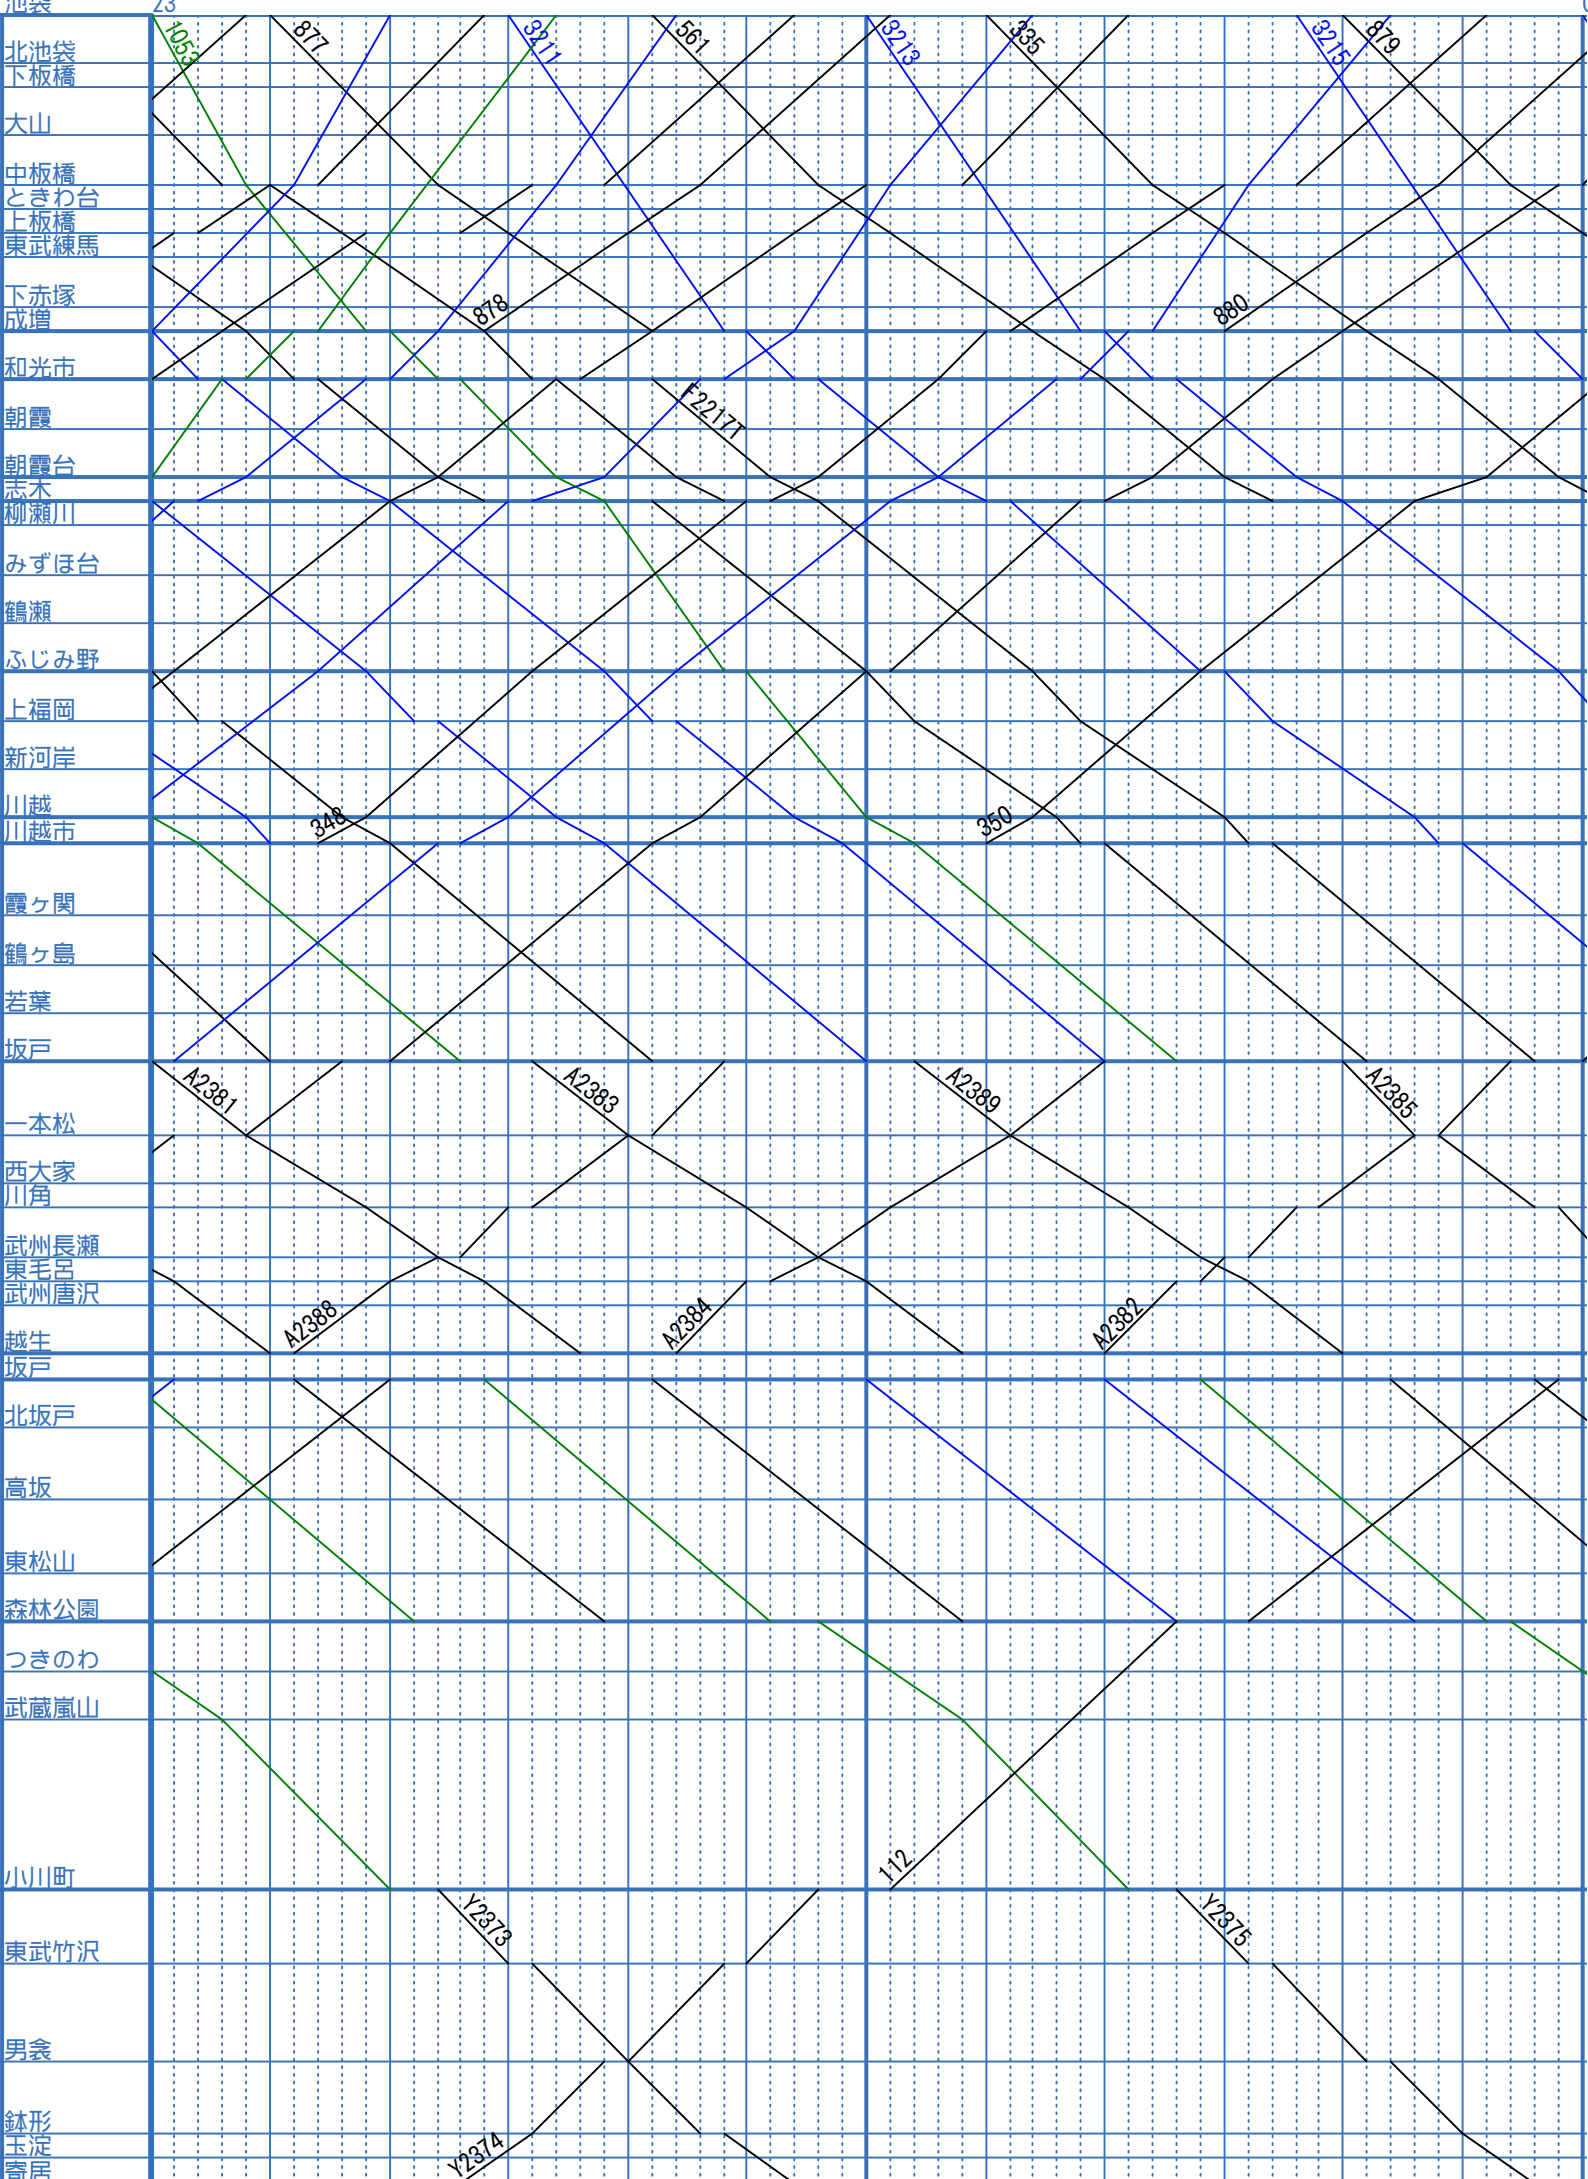 池袋 23
1053 877 3211 561 3213 335 3215 879
北池袋
下板橋
大山
中板橋
ときわ台
上板橋
東武練馬
下赤塚 878 880
成増
和光市
朝霞 F2217T
朝霞台
志木
柳瀬川
みずほ台
鶴瀬
ふじみ野
上福岡
新河岸
川越 348 350
川越市
霞ヶ関
鶴ヶ島
若葉
坂戸
A2381 A2383 A2389 A2385
一本松
西大家
川角
武州長瀬
東毛呂
武州唐沢
A2388 A2384 A2382
越生
坂戸
北坂戸
高坂
東松山
森林公園
つきのわ
武蔵嵐山
小川町 112
Y2373 Y2375
東武竹沢
男衾
鉢形
玉淀 Y2374
寄居